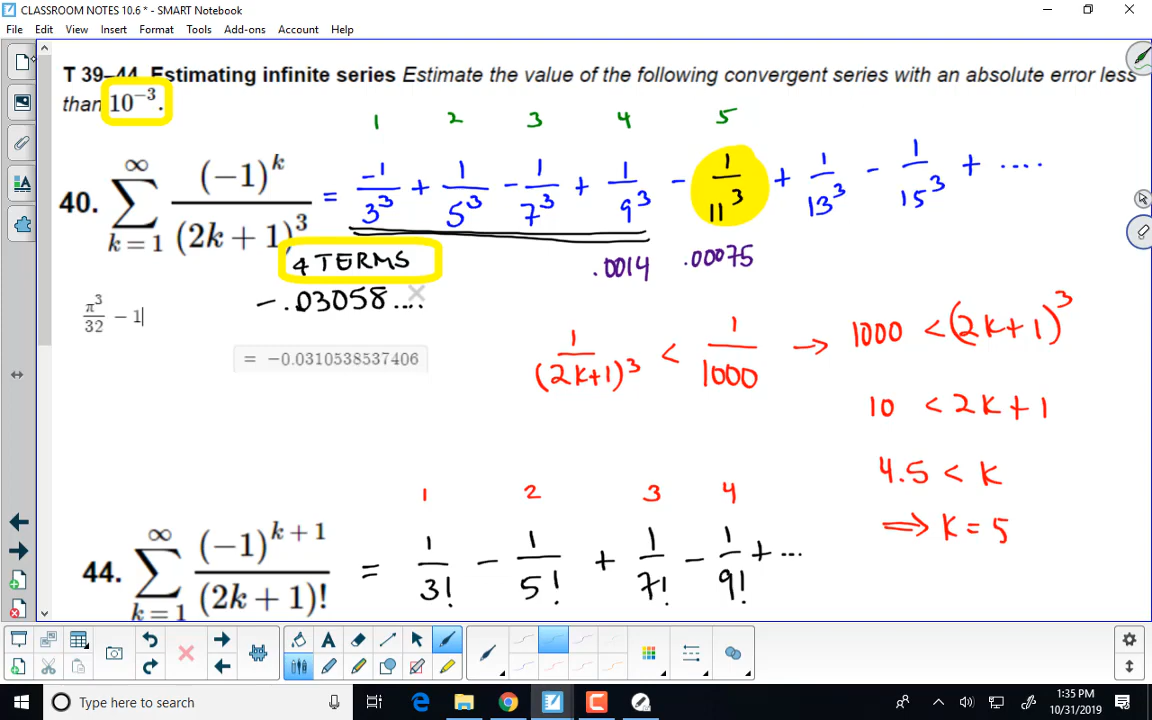 CLASSROOM NOTES 10.6 * - SMART Notebook
File Edit View Insert Format Tools Add-ons Account Help
T 39–44 Estimating infinite series Estimate the value of the following convergent series with an absolute error less
than 10⁻³.
1 2 3 4 5
40. ∑_{k=1}^{∞} (-1)^k/(2k+1)^3 = -1/3^3 + 1/5^3 - 1/7^3 + 1/9^3 - 1/11^3 + 1/13^3 - 1/15^3 + ....
4 TERMS .0014 .00075
-.03058....
π^3/32 - 1
= -0.0310538537406
1/(2k+1)^3 < 1/1000 → 1000 < (2k+1)^3
10 < 2k+1
4.5 < k
⇒ k = 5
1 2 3 4
44. ∑_{k=1}^{∞} (-1)^{k+1}/(2k+1)! = 1/3! - 1/5! + 1/7! - 1/9! + ...
Type here to search
1:35 PM
10/31/2019